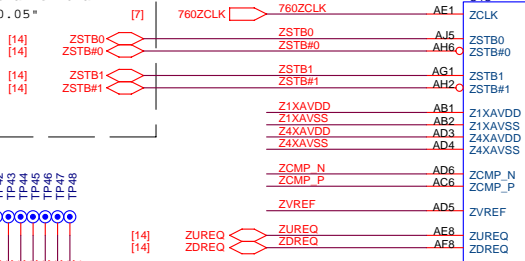 0.05" [7] 760ZCLK 760ZCLK AE1 ZCLK
[14] ZSTB0 ZSTB0 AJ5 ZSTB0
[14] ZSTB#0 ZSTB#0 AH6 ZSTB#0
[14] ZSTB1 ZSTB1 AG1 ZSTB1
[14] ZSTB#1 ZSTB#1 AH2 ZSTB#1
Z1XAVDD AB1 Z1XAVDD
Z1XAVSS AB2 Z1XAVSS
Z4XAVDD AD3 Z4XAVDD
Z4XAVSS AD4 Z4XAVSS
ZCMP_N AD6 ZCMP_N
ZCMP_P AC6 ZCMP_P
ZVREF AD5 ZVREF
[14] ZUREQ ZUREQ AE8 ZUREQ
[14] ZDREQ ZDREQ AF8 ZDREQ
TP43
TP44
TP45
TP46
TP47
TP48